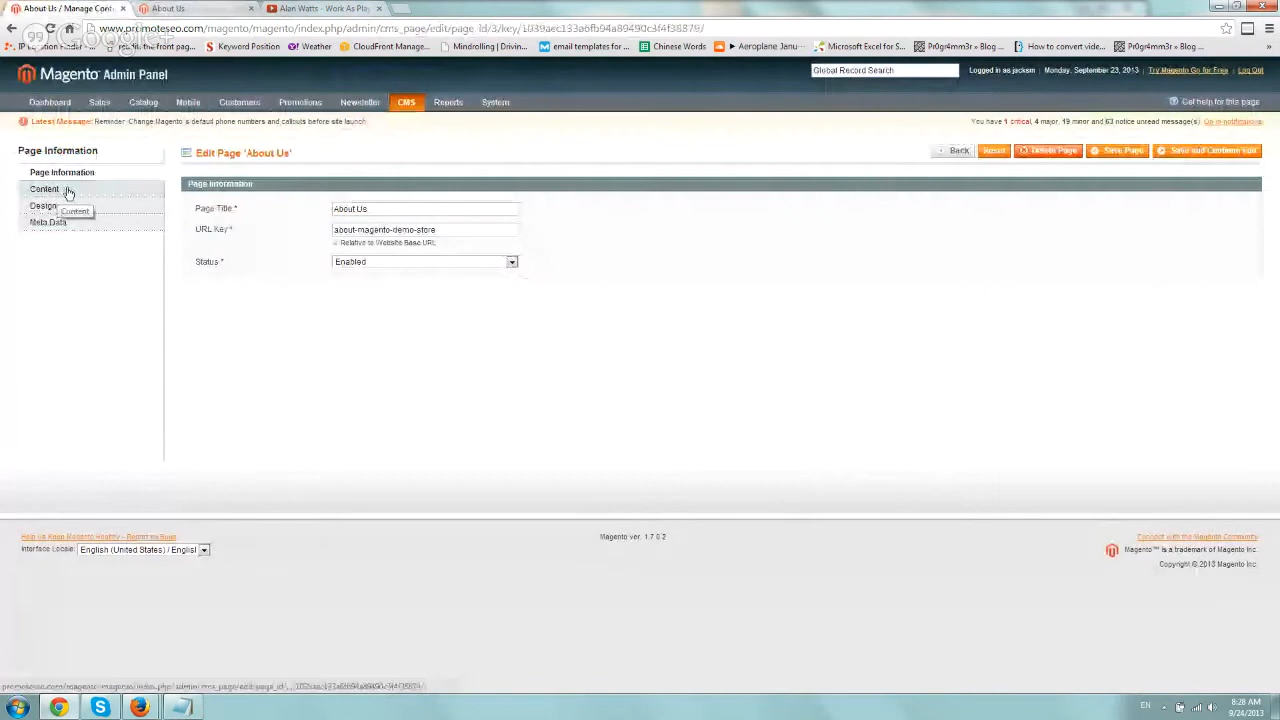 About Us / Manage Cont
About Us
Alan Watts - Work As Play
www.promoteseo.com/magento/magento/index.php/admin/cms_page/edit/page_id/3/key/1039aec133a6fb94a89490c3f4f38879/
the front pag
Keyword Position
Yr Weather
CloudFront Manage...
Mindrolling | Drivin...
email templates for ...
Chinese Words
Aeroplane Janu...
Microsoft Excel for S...
Pr0gr4mm3r » Blog ...
How to convert vide...
Pr0gr4mm3r » Blog ...
»
Google+
Magento Admin Panel
Global Record Search
Logged in as jacksm
Monday, September 23, 2013
Try Magento Go for Free
Log Out
Dashboard
Sales
Catalog
Mobile
Customers
Promotions
Newsletter
CMS
Reports
System
Get help for this page
Latest Message: Reminder: Change Magento's default phone numbers and callouts before site launch
You have 1 critical, 4 major, 19 minor and 63 notice unread message(s). Go to notifications
Page Information
Page Information
Content
Content
Design
Meta Data
Edit Page 'About Us'
Back
Reset
Delete Page
Save Page
Save and Continue Edit
Page Information
Page Title *
About Us
URL Key *
about-magento-demo-store
Relative to Website Base URL
Status *
Enabled
Help Us Keep Magento Healthy - Report All Bugs
Interface Locale: English (United States) / Englisl
Magento ver. 1.7.0.2
Connect with the Magento Community
Magento™ is a trademark of Magento Inc.
Copyright © 2013 Magento Inc.
EN
8:28 AM
9/24/2013